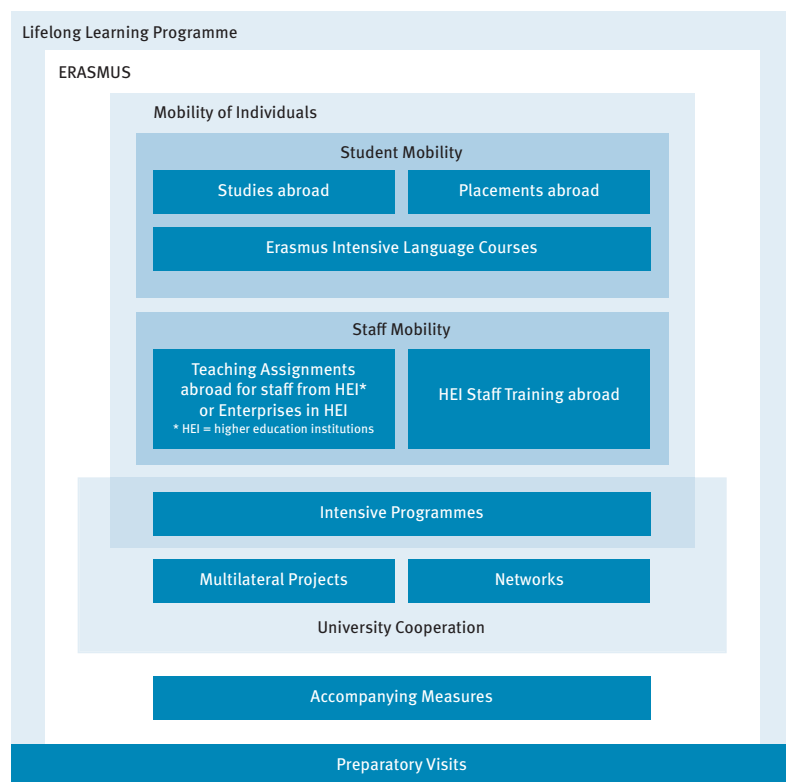 Lifelong Learning Programme
ERASMUS
Mobility of Individuals
Student Mobility
Studies abroad
Placements abroad
Erasmus Intensive Language Courses
Staff Mobility
Teaching Assignments
abroad for staff from HEI*
or Enterprises in HEI
* HEI = higher education institutions
HEI Staff Training abroad
Intensive Programmes
Multilateral Projects
Networks
University Cooperation
Accompanying Measures
Preparatory Visits